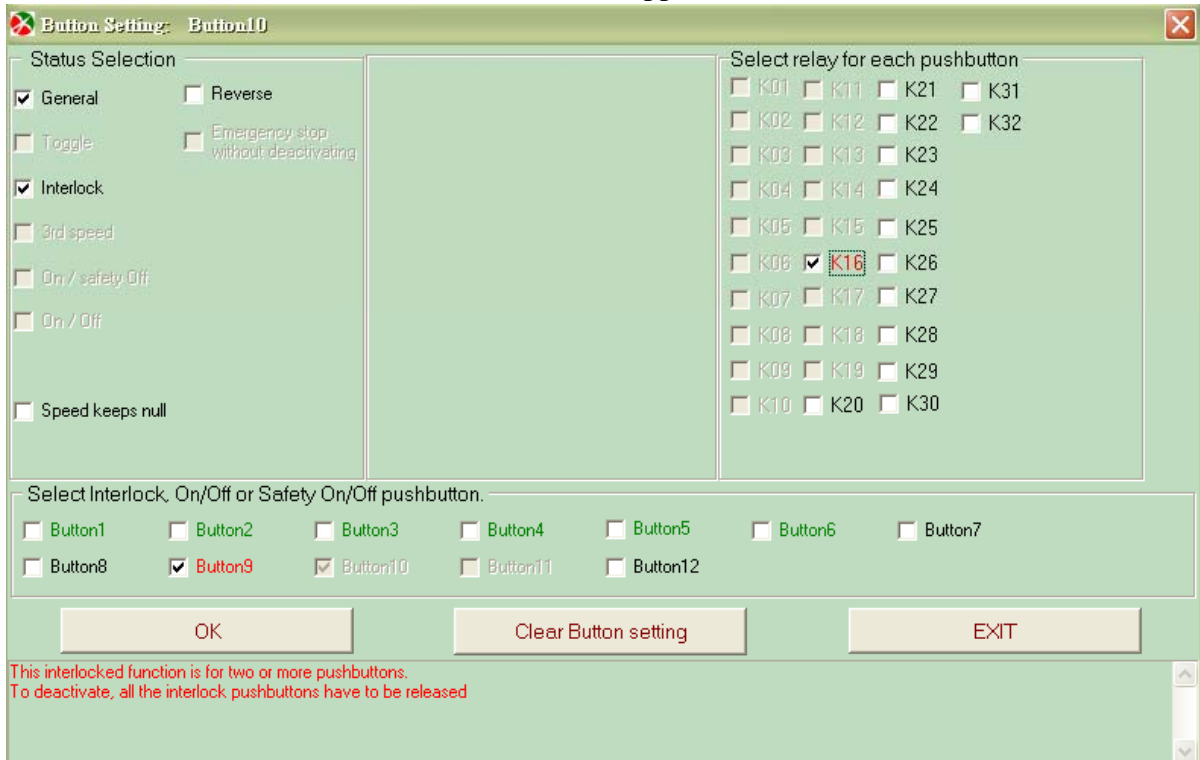 Button Setting: Button10
Status Selection
General
Reverse
Toggle
Emergency stop
without deactivating
Interlock
3rd speed
On / safety Off
On / Off
Speed keeps null
Select relay for each pushbutton
K01 K11 K21 K31
K02 K12 K22 K32
K03 K13 K23
K04 K14 K24
K05 K15 K25
K06 K16 K26
K07 K17 K27
K08 K18 K28
K09 K19 K29
K10 K20 K30
Select Interlock, On/Off or Safety On/Off pushbutton.
Button1 Button2 Button3 Button4 Button5 Button6 Button7
Button8 Button9 Button10 Button11 Button12
OK Clear Button setting EXIT
This interlocked function is for two or more pushbuttons.
To deactivate, all the interlock pushbuttons have to be released